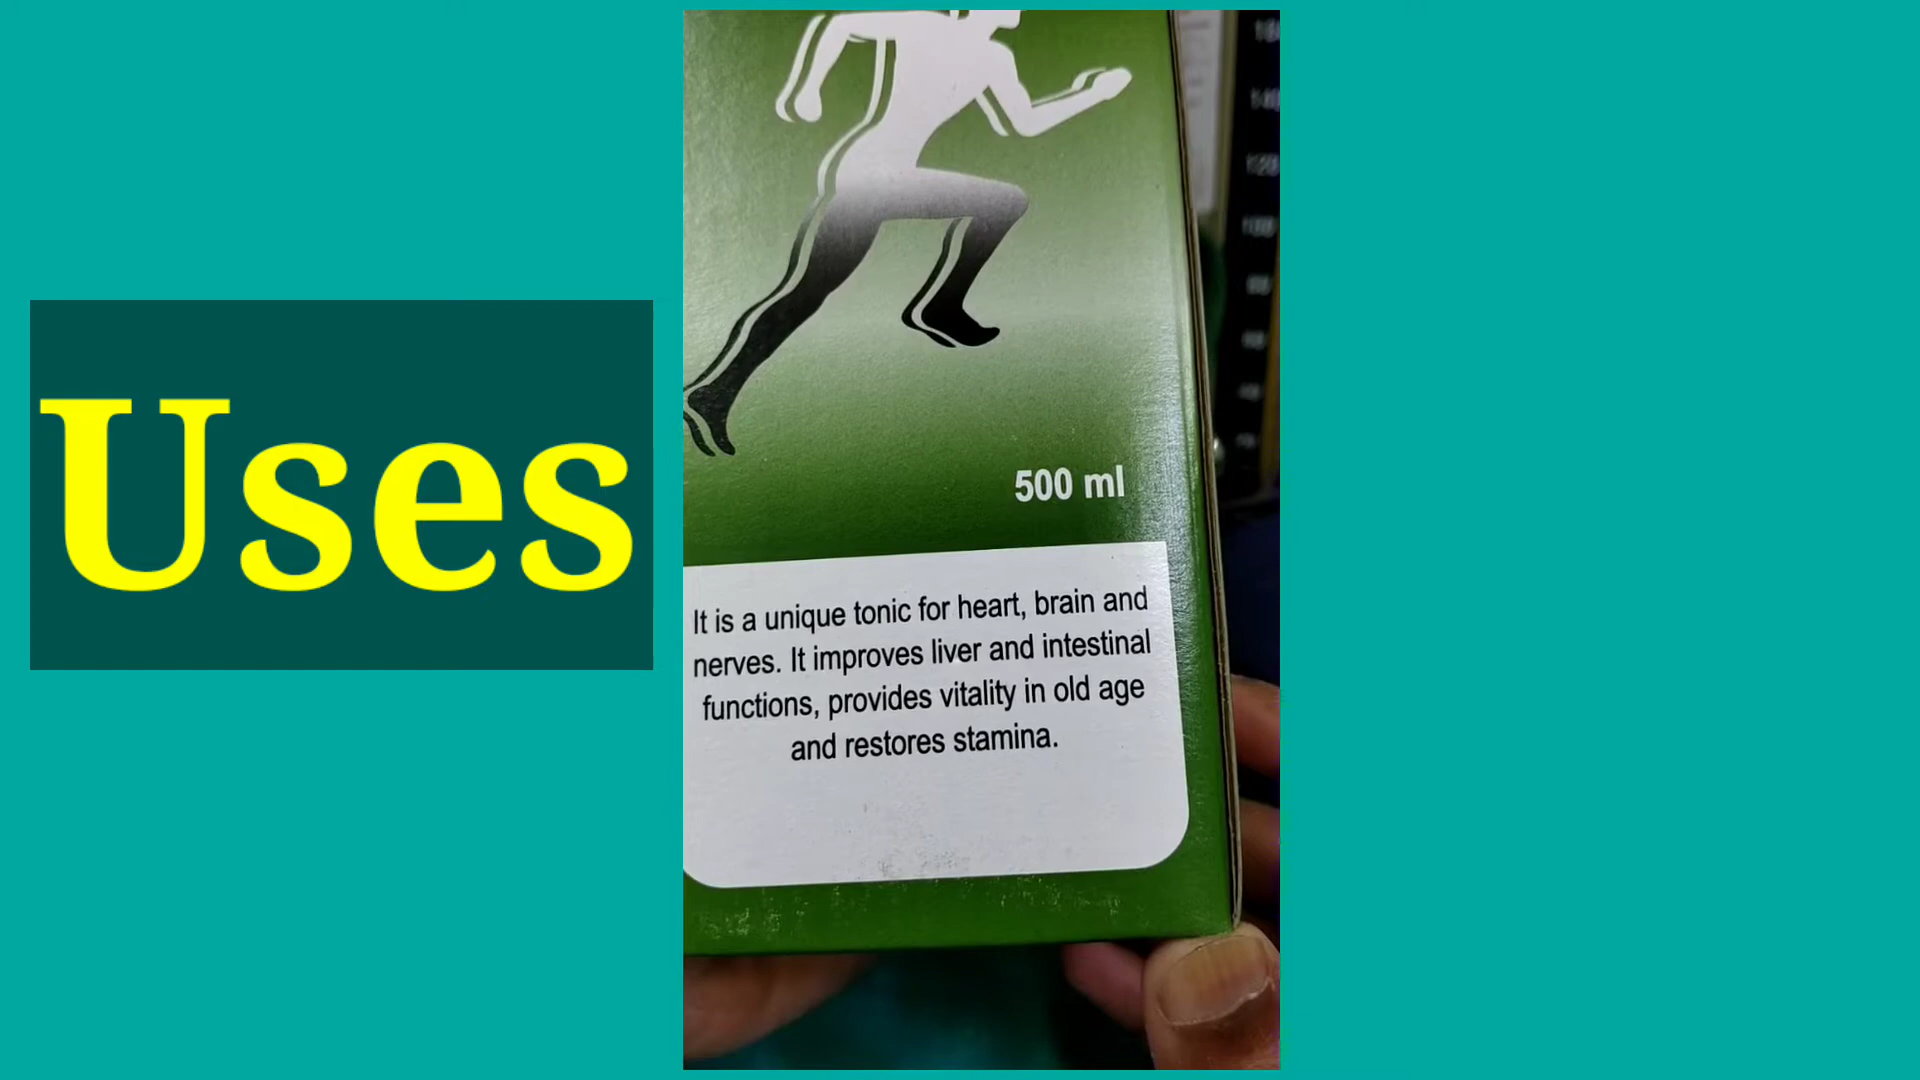 Uses
500 ml
It is a unique tonic for heart, brain and
nerves. It improves liver and intestinal
functions, provides vitality in old age
and restores stamina.